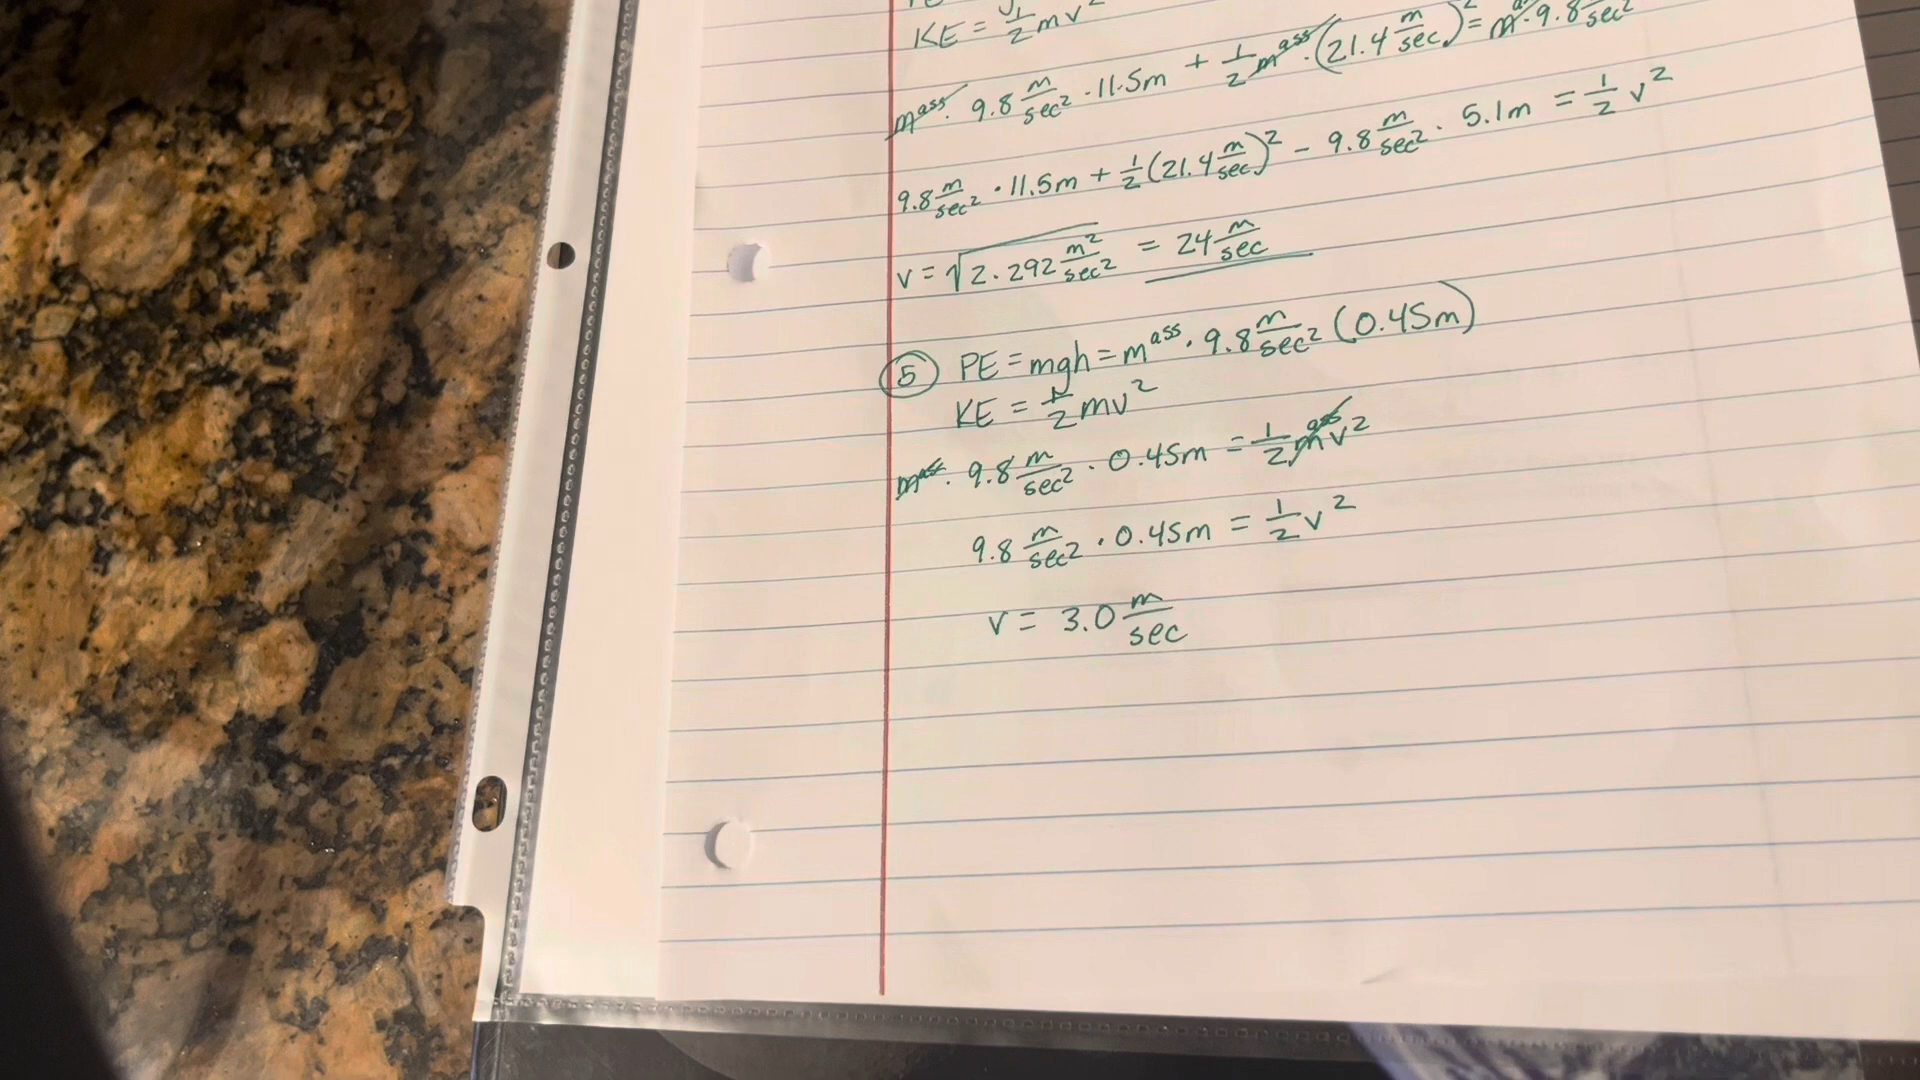 KE = 1/2 mv²
mass · 9.8 m/sec² · 11.5m + 1/2 mass · (21.4 m/sec)² = m · 9.8 m/sec²
9.8 m/sec² · 11.5m + 1/2 (21.4 m/sec)² - 9.8 m/sec² · 5.1m = 1/2 v²
v = √2.292 m²/sec² = 24 m/sec
5 PE = mgh = mass · 9.8 m/sec² (0.45m)
KE = 1/2 mv²
mass · 9.8 m/sec² · 0.45m = 1/2 mass v²
9.8 m/sec² · 0.45m = 1/2 v²
v = 3.0 m/sec